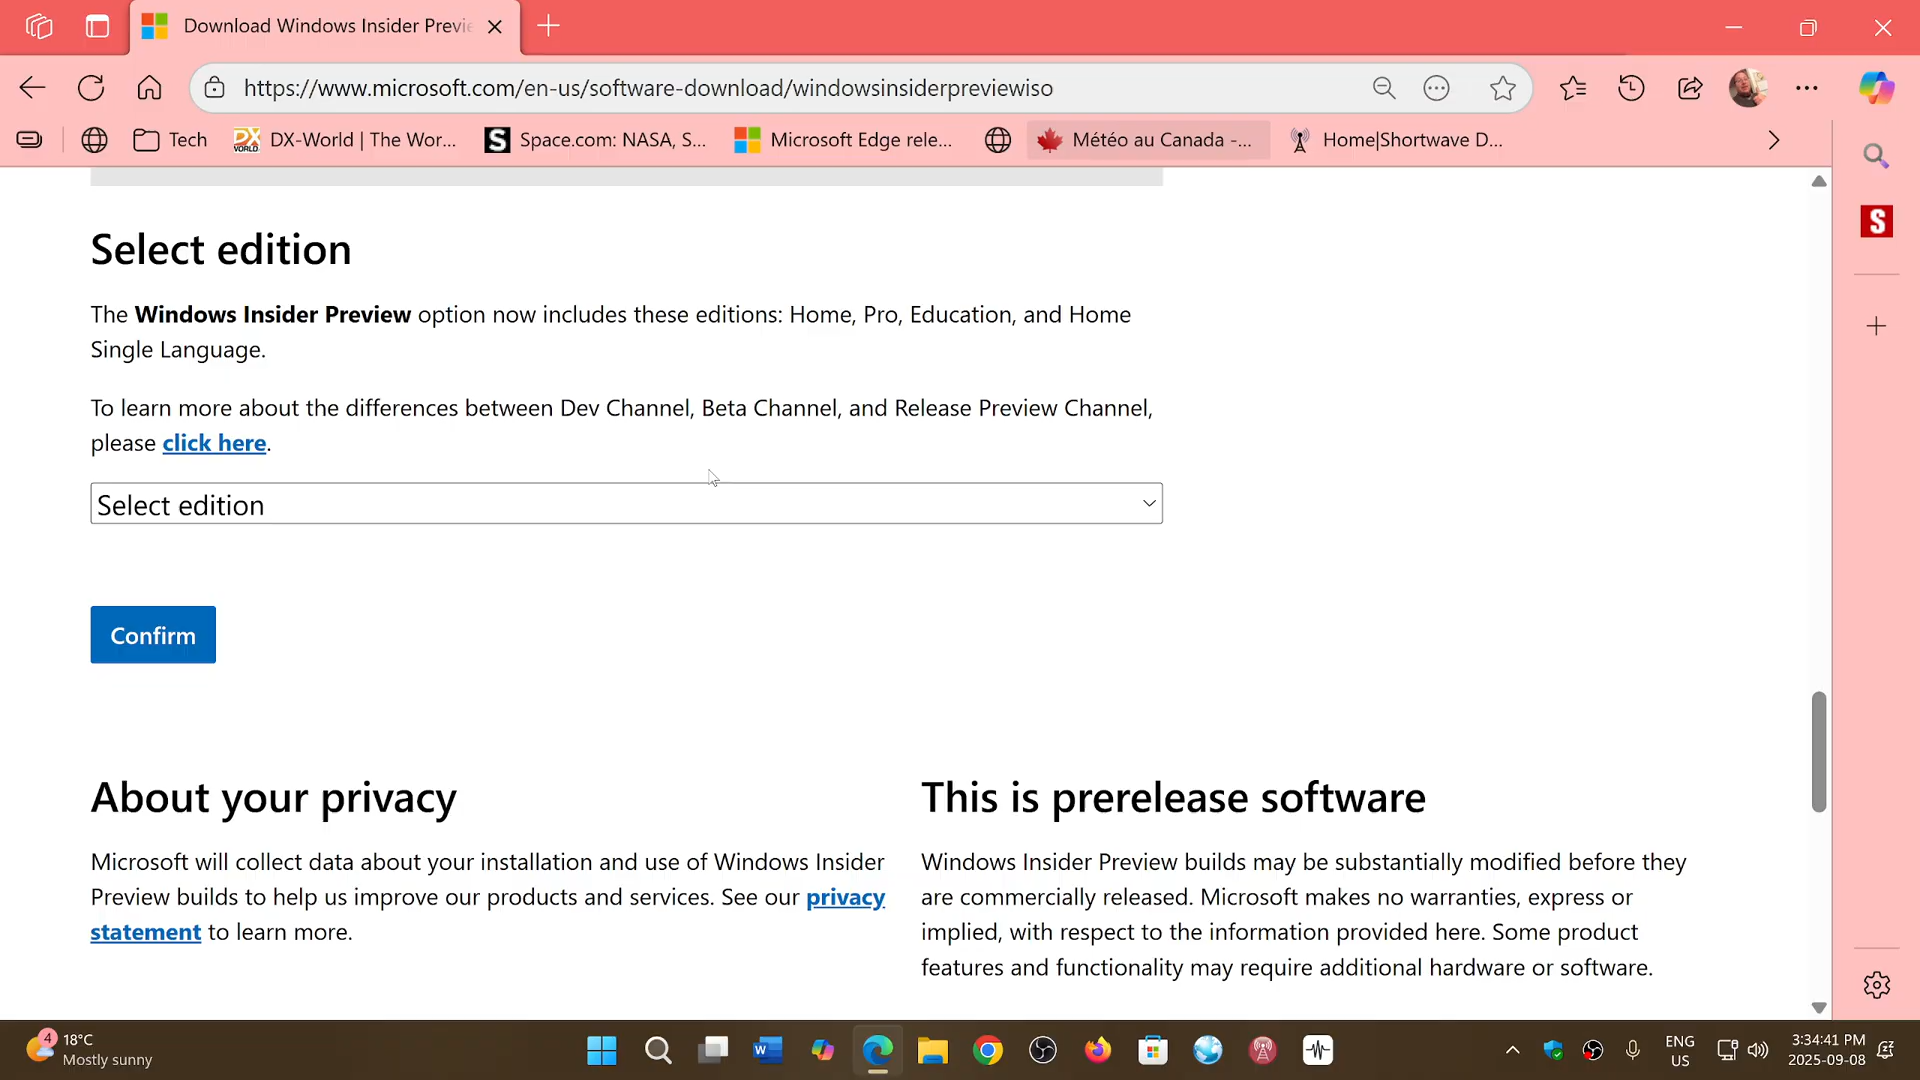 Download Windows Insider Previ
https://www.microsoft.com/en-us/software-download/windowsinsiderpreviewiso
Tech
DX WORLD
DX-World | The Wor...
S
Space.com: NASA, S...
Microsoft Edge rele...
Météo au Canada -...
Home|Shortwave D...
S
Select edition
The Windows Insider Preview option now includes these editions: Home, Pro, Education, and Home
Single Language.
To learn more about the differences between Dev Channel, Beta Channel, and Release Preview Channel,
please click here.
Select edition
Confirm
About your privacy
Microsoft will collect data about your installation and use of Windows Insider
Preview builds to help us improve our products and services. See our privacy
statement to learn more.
This is prerelease software
Windows Insider Preview builds may be substantially modified before they
are commercially released. Microsoft makes no warranties, express or
implied, with respect to the information provided here. Some product
features and functionality may require additional hardware or software.
4
18°C
Mostly sunny
W
ENG
US
3:34:41 PM
2025-09-08